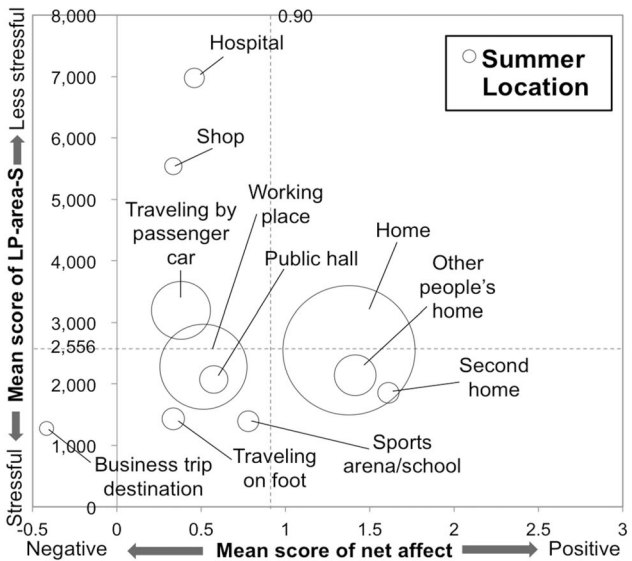 8,000
0.90
Hospital
Summer
Location
7,000
Shop
6,000
5,000
Working
place
Traveling by
passenger
car
4,000
Public hall
Home
Other
people's
home
3,000
2,556
2,000
Second
home
1,000
Business trip
destination
Traveling
on foot
Sports
arena/school
0
-0.5
0
0.5
1
1.5
2
2.5
3
Less stressful
Mean score of LP-area-S
Stressful
Negative
Mean score of net affect
Positive